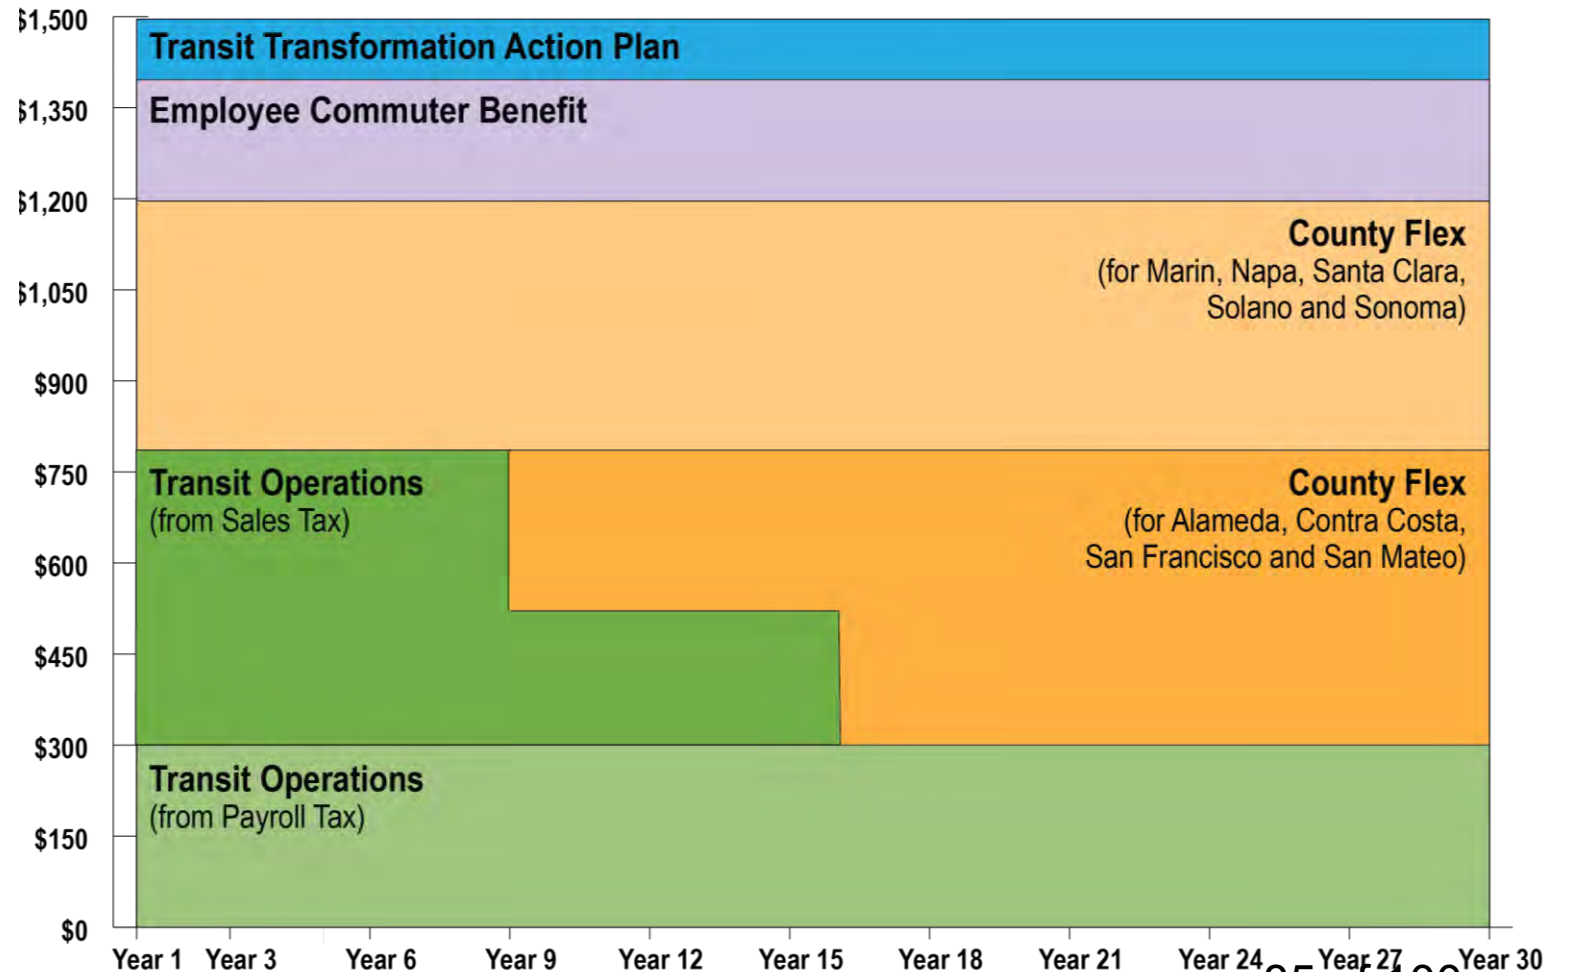 $1,500
$1,350
$1,200
$1,050
$900
$750
$600
$450
$300
$150
$0
Transit Transformation Action Plan
Employee Commuter Benefit
County Flex
(for Marin, Napa, Santa Clara,
Solano and Sonoma)
Transit Operations
(from Sales Tax)
County Flex
(for Alameda, Contra Costa,
San Francisco and San Mateo)
Transit Operations
(from Payroll Tax)
Year 1 Year 3 Year 6 Year 9 Year 12 Year 15 Year 18 Year 21 Year 24 Year 27 Year 30